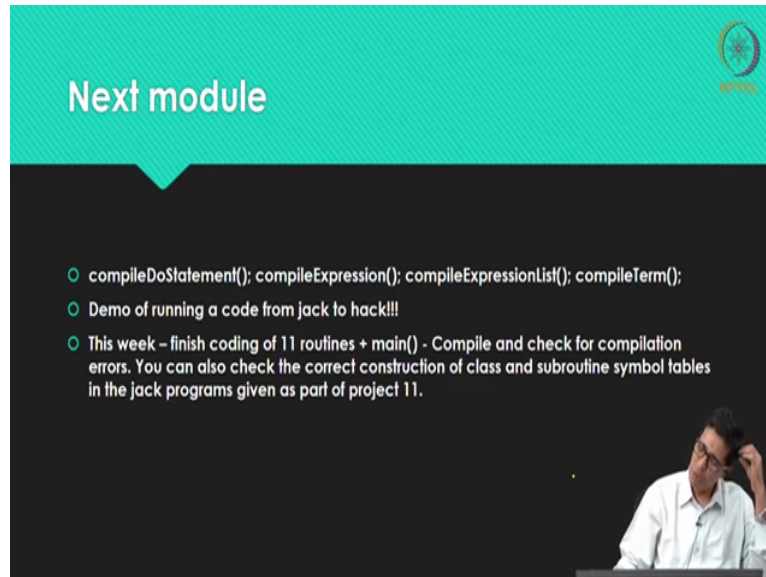 NPTEL
Next module
compileDoStatement(); compileExpression(); compileExpressionList(); compileTerm();
Demo of running a code from jack to hack!!!
This week – finish coding of 11 routines + main() - Compile and check for compilation
errors. You can also check the correct construction of class and subroutine symbol tables
in the jack programs given as part of project 11.